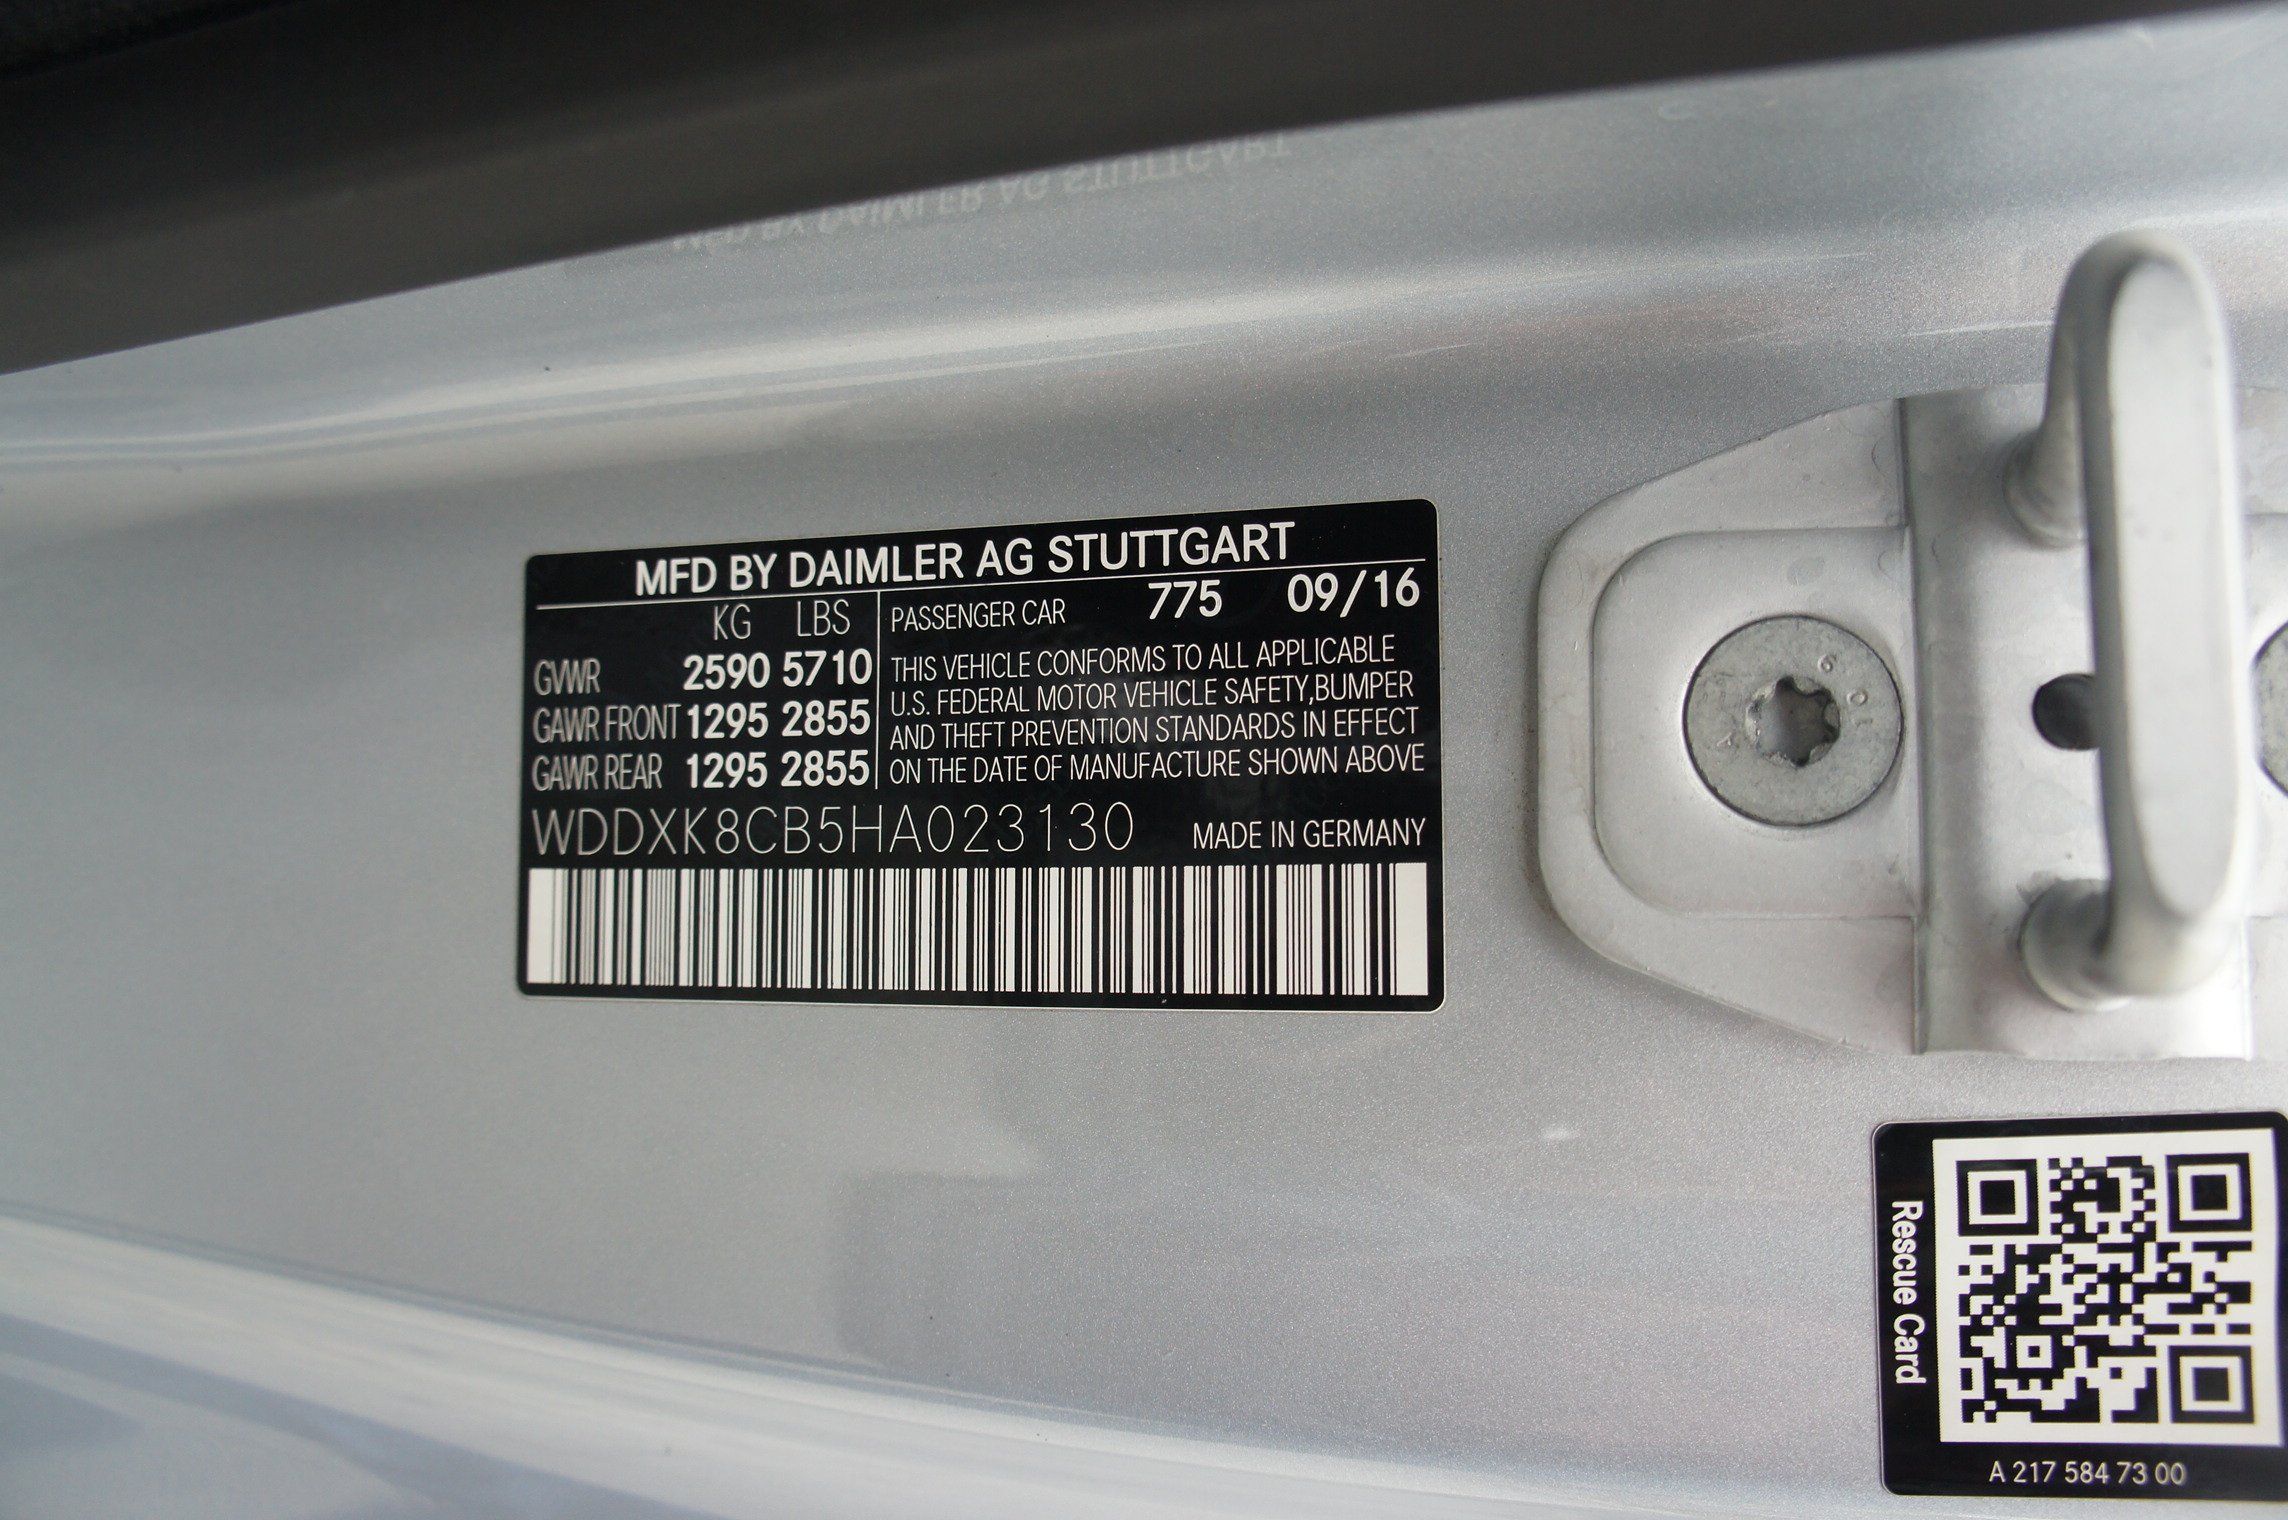 MFD BY DAIMLER AG STUTTGART
KG LBS
GVWR 2590 5710
GAWR FRONT 1295 2855
GAWR REAR 1295 2855
PASSENGER CAR 775 09/16
THIS VEHICLE CONFORMS TO ALL APPLICABLE
U.S. FEDERAL MOTOR VEHICLE SAFETY,BUMPER
AND THEFT PREVENTION STANDARDS IN EFFECT
ON THE DATE OF MANUFACTURE SHOWN ABOVE
WDDXK8CB5HA023130 MADE IN GERMANY
Rescue Card
A 217 584 73 00